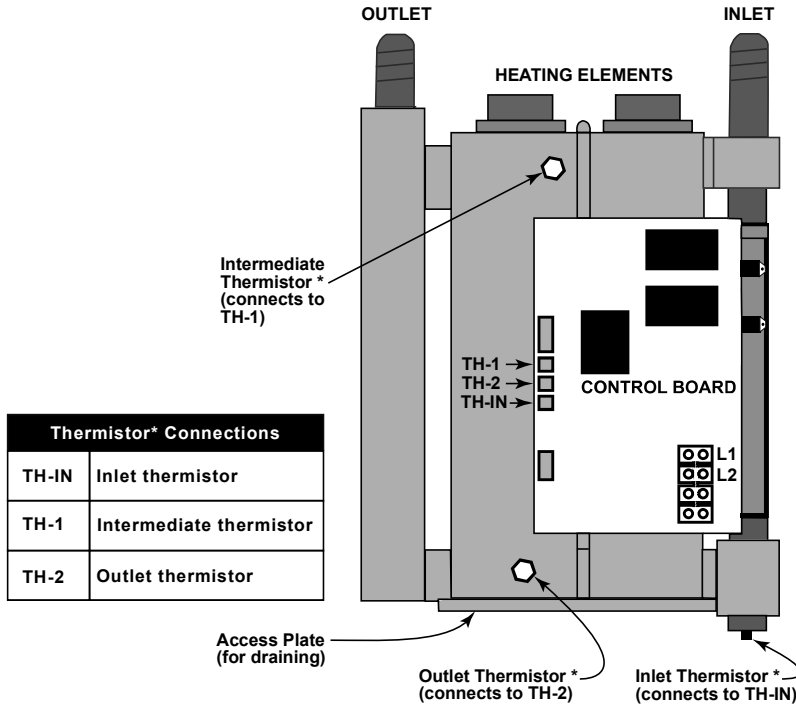 OUTLET
INLET
HEATING ELEMENTS
Intermediate
Thermistor *
(connects to
TH-1)
TH-1
TH-2
TH-IN
CONTROL BOARD
L1
L2
Thermistor* Connections
TH-IN Inlet thermistor
TH-1 Intermediate thermistor
TH-2 Outlet thermistor
Access Plate
(for draining)
Outlet Thermistor *
(connects to TH-2)
Inlet Thermistor *
(connects to TH-IN)